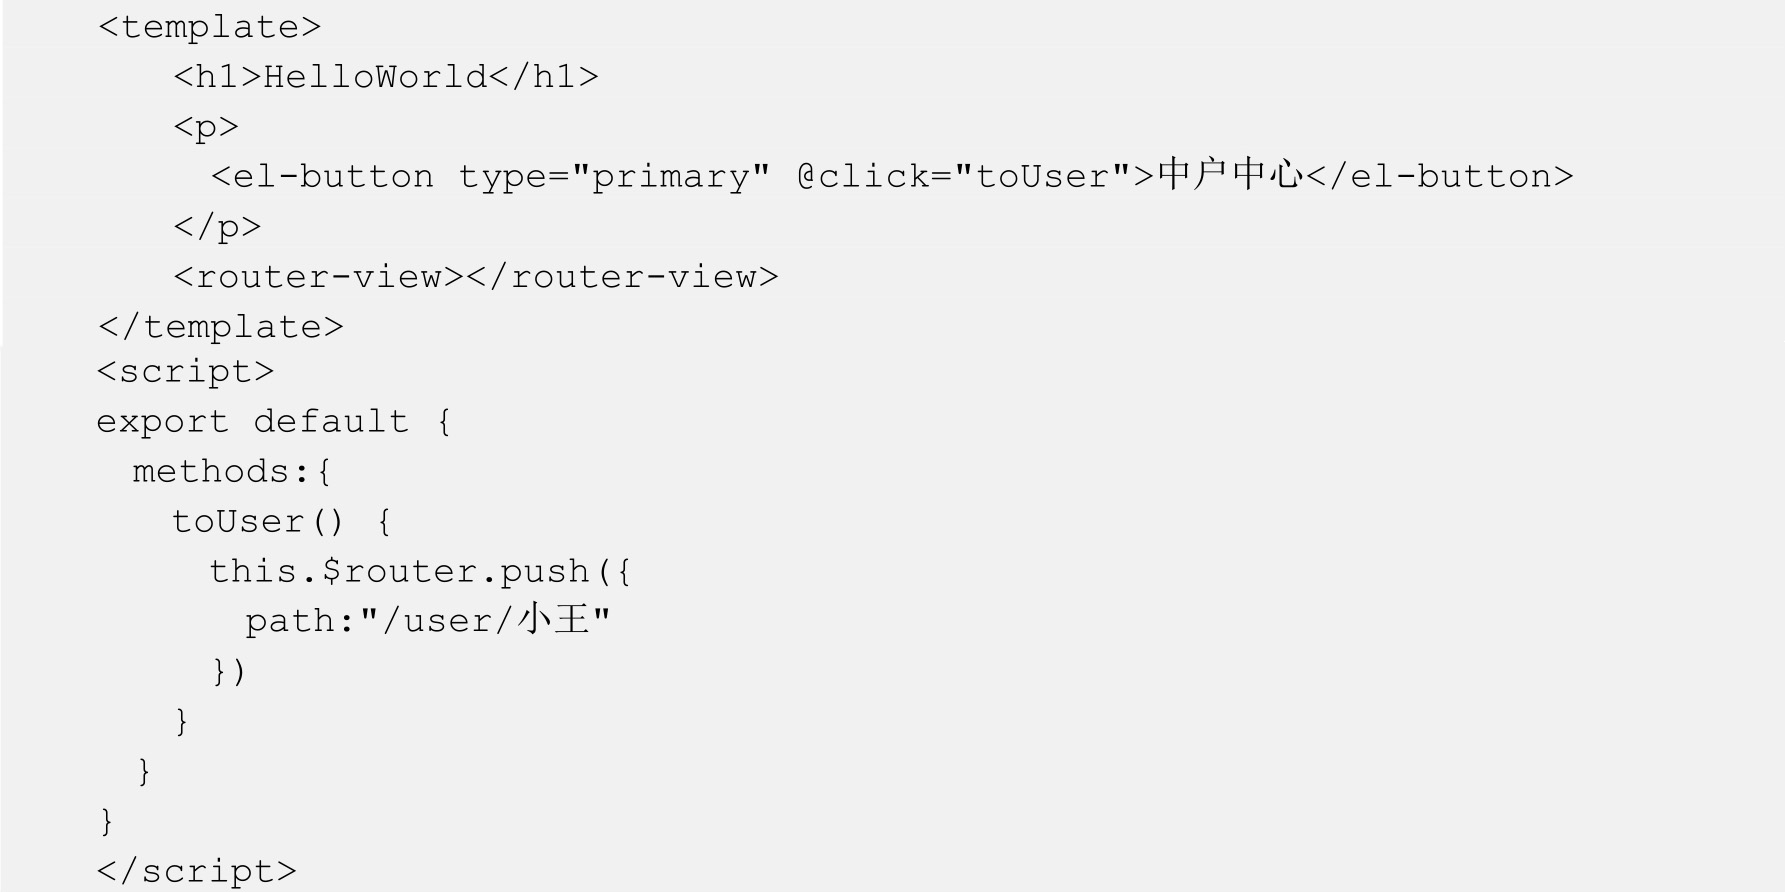 <template>
<h1>HelloWorld</h1>
<p>
<el-button type="primary" @click="toUser">中户中心</el-button>
</p>
<router-view></router-view>
</template>
<script>
export default {
methods:{
toUser() {
this.$router.push({
path:"/user/小王"
})
}
}
}
</script>